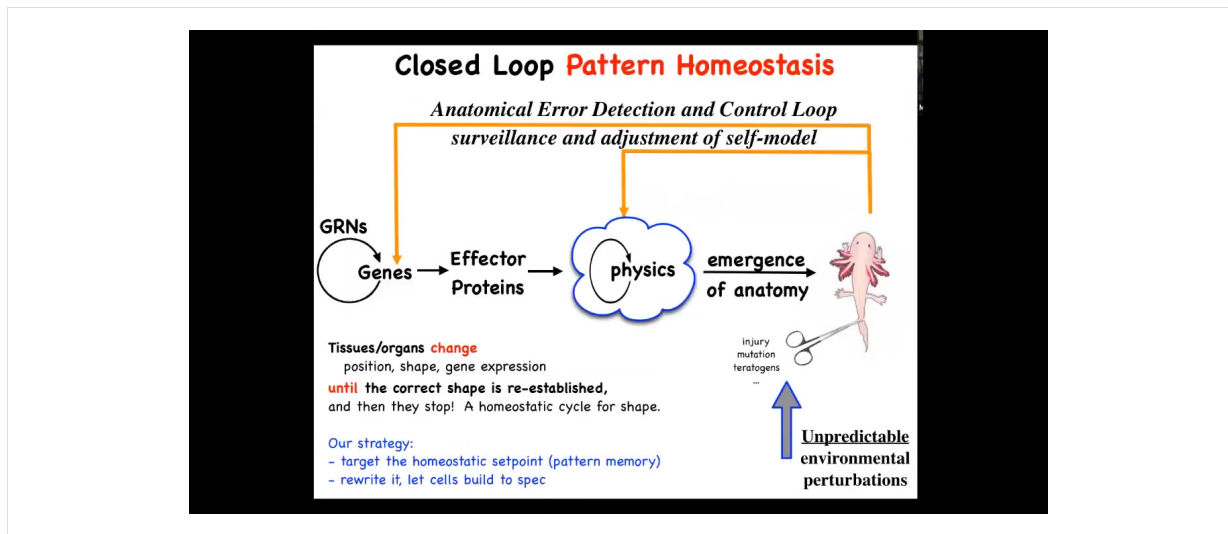 Closed Loop Pattern Homeostasis
Anatomical Error Detection and Control Loop
surveillance and adjustment of self-model
GRNs
Genes
Effector
Proteins
physics
emergence
of anatomy
injury
mutation
teratogens
...
Tissues/organs change
position, shape, gene expression
until the correct shape is re-established,
and then they stop! A homeostatic cycle for shape.
Our strategy:
- target the homeostatic setpoint (pattern memory)
- rewrite it, let cells build to spec
Unpredictable
environmental
perturbations